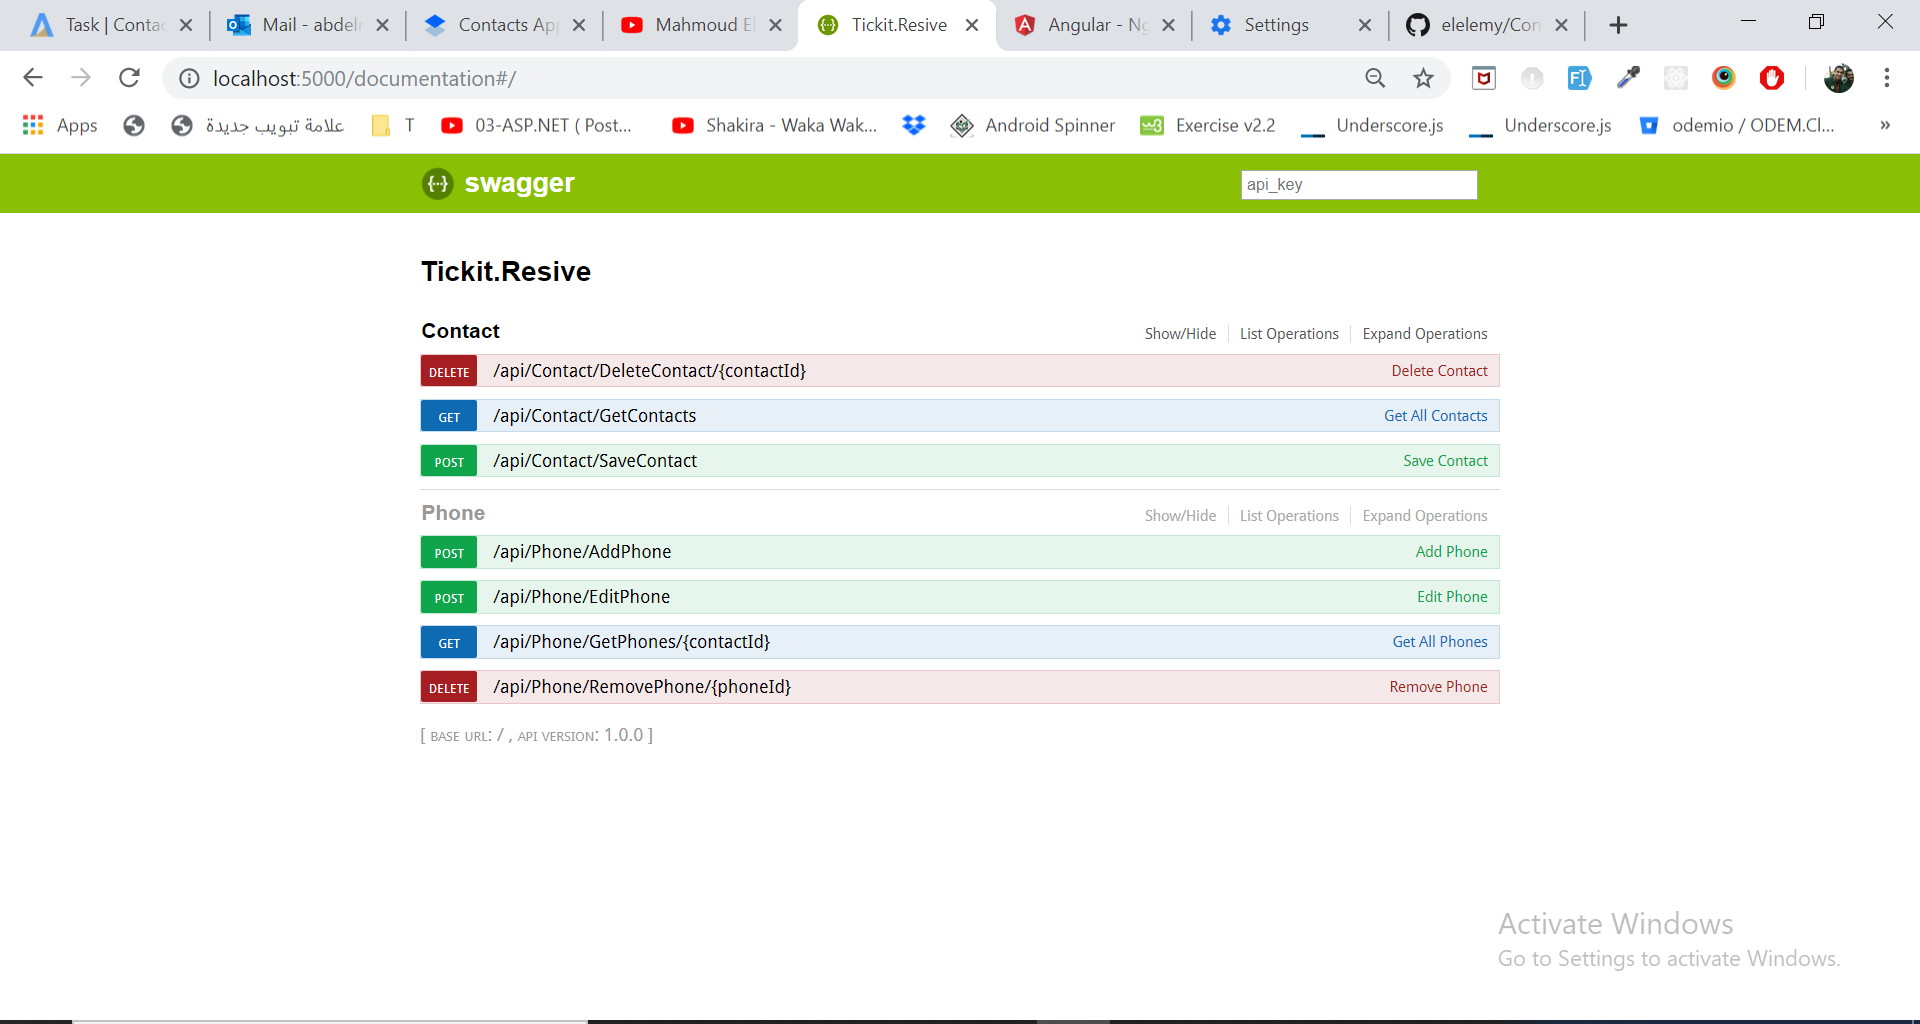 Task | Contac
Mail - abdelr
Contacts Ap
Mahmoud El
Tickit.Resive
Angular - Ng
Settings
elelemy/Con
localhost:5000/documentation#/
Apps
علامة تبويب جديدة
T
03-ASP.NET ( Post...
Shakira - Waka Wak...
Android Spinner
Exercise v2.2
Underscore.js
Underscore.js
odemio / ODEM.Cl...
»
{··} swagger
api_key
Tickit.Resive
Contact Show/Hide List Operations Expand Operations
DELETE /api/Contact/DeleteContact/{contactId} Delete Contact
GET /api/Contact/GetContacts Get All Contacts
POST /api/Contact/SaveContact Save Contact
Phone Show/Hide List Operations Expand Operations
POST /api/Phone/AddPhone Add Phone
POST /api/Phone/EditPhone Edit Phone
GET /api/Phone/GetPhones/{contactId} Get All Phones
DELETE /api/Phone/RemovePhone/{phoneId} Remove Phone
[ BASE URL: / , API VERSION: 1.0.0 ]
Activate Windows
Go to Settings to activate Windows.